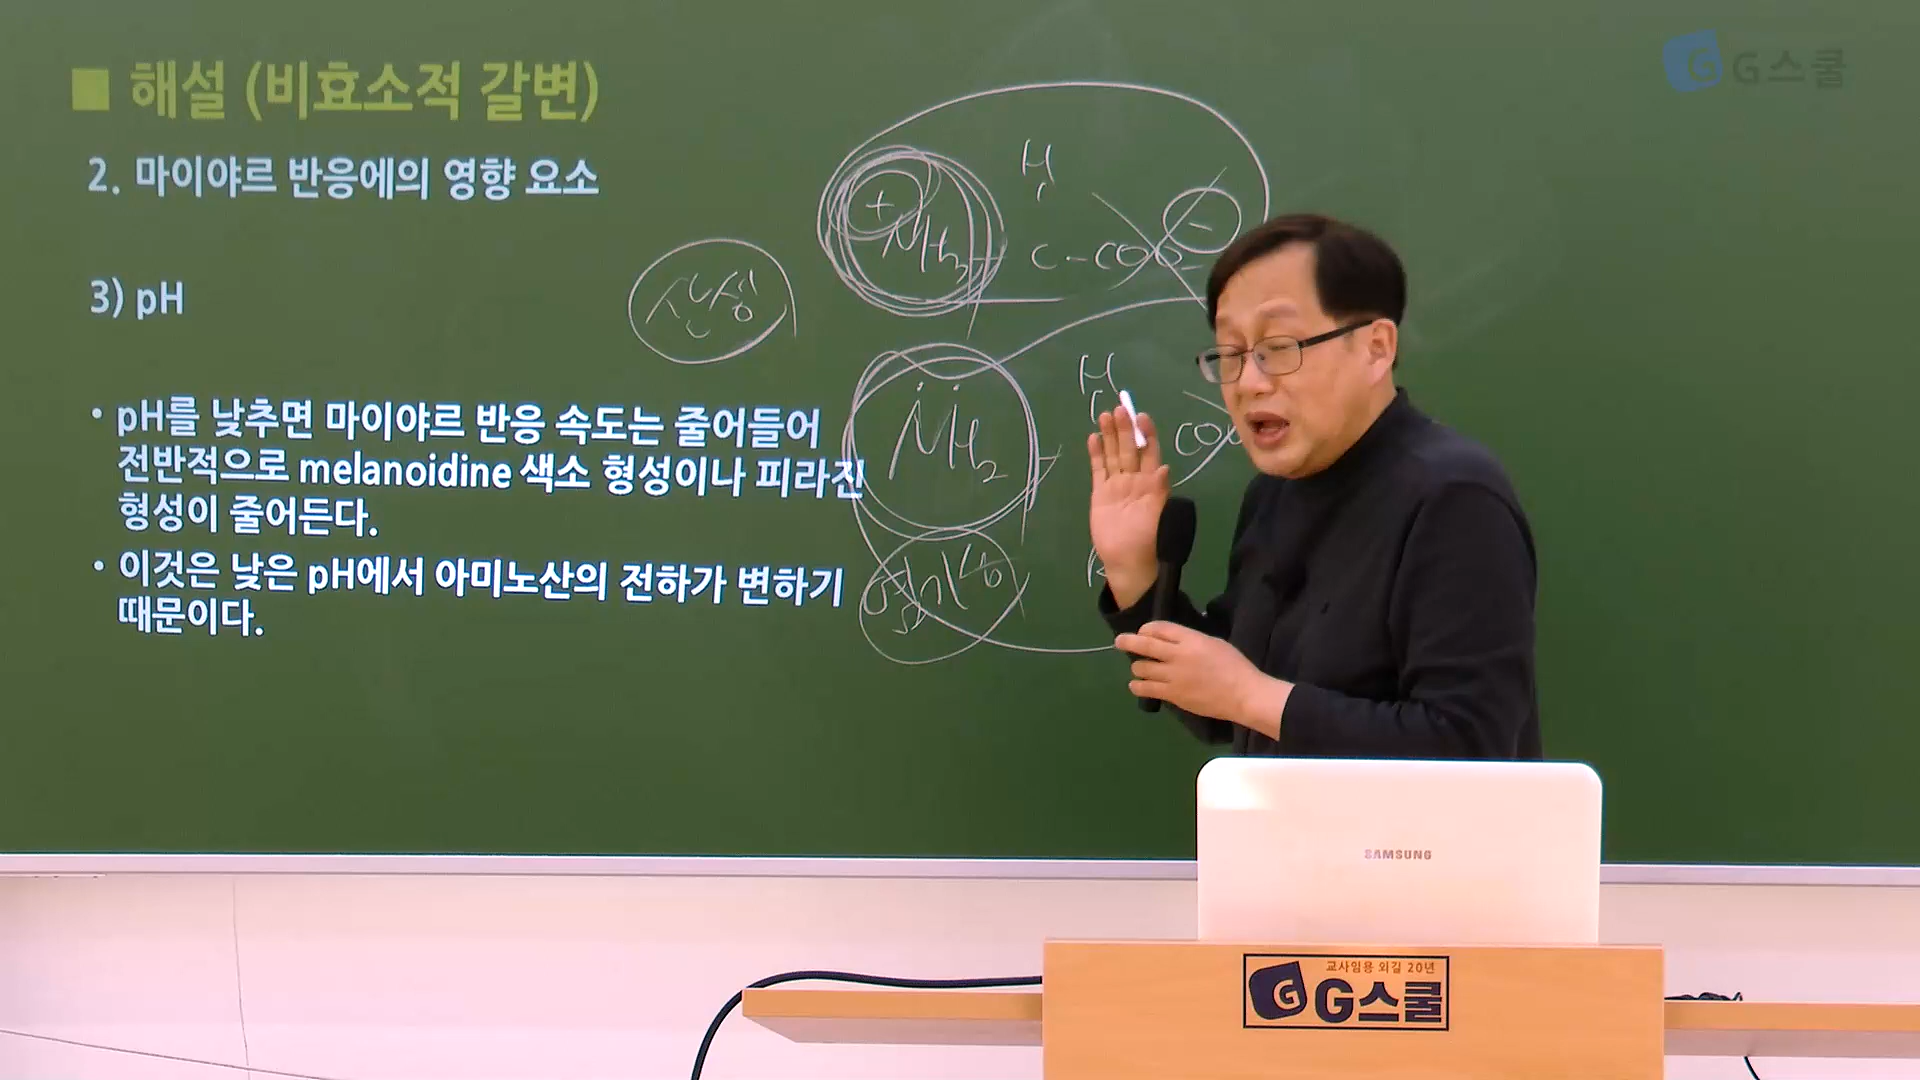 ■ 해설 (비효소적 갈변)
2. 마이야르 반응에의 영향 요소
3) pH
• pH를 낮추면 마이야르 반응 속도는 줄어들어
전반적으로 melanoidine 색소 형성이나 피라진
형성이 줄어든다.
• 이것은 낮은 pH에서 아미노산의 전하가 변하기
때문이다.
G스쿨
H
+
NH3 - C - COO -
산성
H
NH2
염기성
SAMSUNG
교사임용 외길 20년
G G스쿨